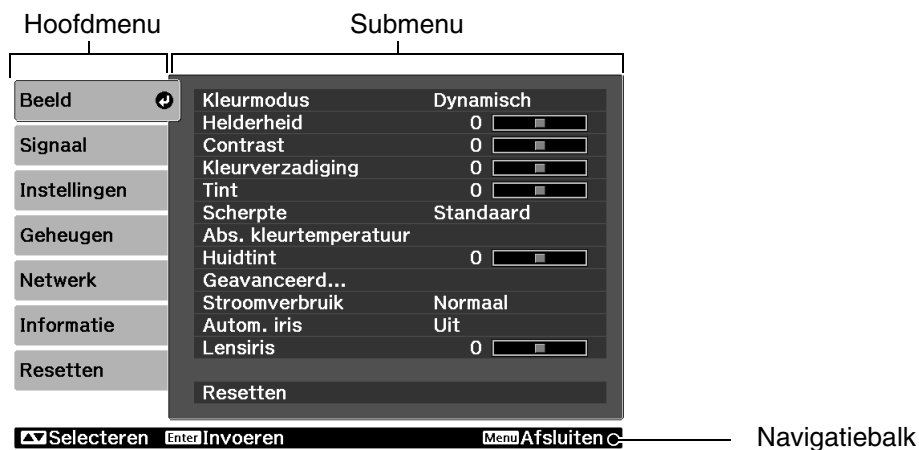 Hoofdmenu Submenu
Beeld
Signaal
Instellingen
Geheugen
Netwerk
Informatie
Resetten
Kleurmodus Dynamisch
Helderheid 0
Contrast 0
Kleurverzadiging 0
Tint 0
Scherpte Standaard
Abs. kleurtemperatuur
Huidtint 0
Geavanceerd...
Stroomverbruik Normaal
Autom. iris Uit
Lensiris 0
Resetten
Selecteren Enter Invoeren Menu Afsluiten
Navigatiebalk